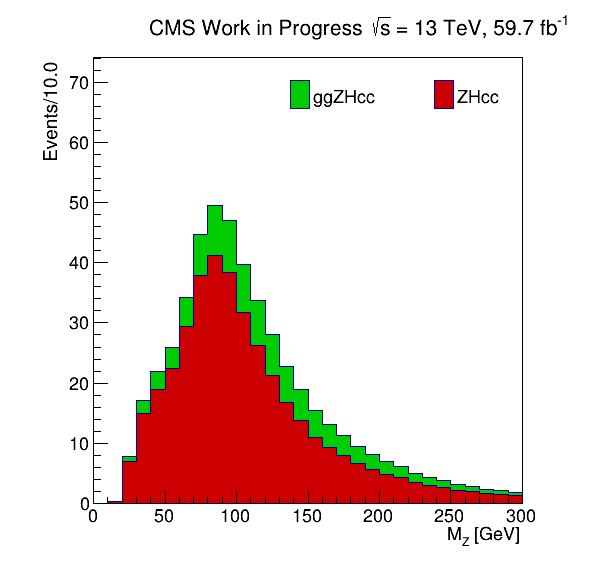 CMS Work in Progress √s = 13 TeV, 59.7 fb⁻¹
Events/10.0
ggZHcc
ZHcc
70
60
50
40
30
20
10
0
0 50 100 150 200 250 300
M_Z [GeV]